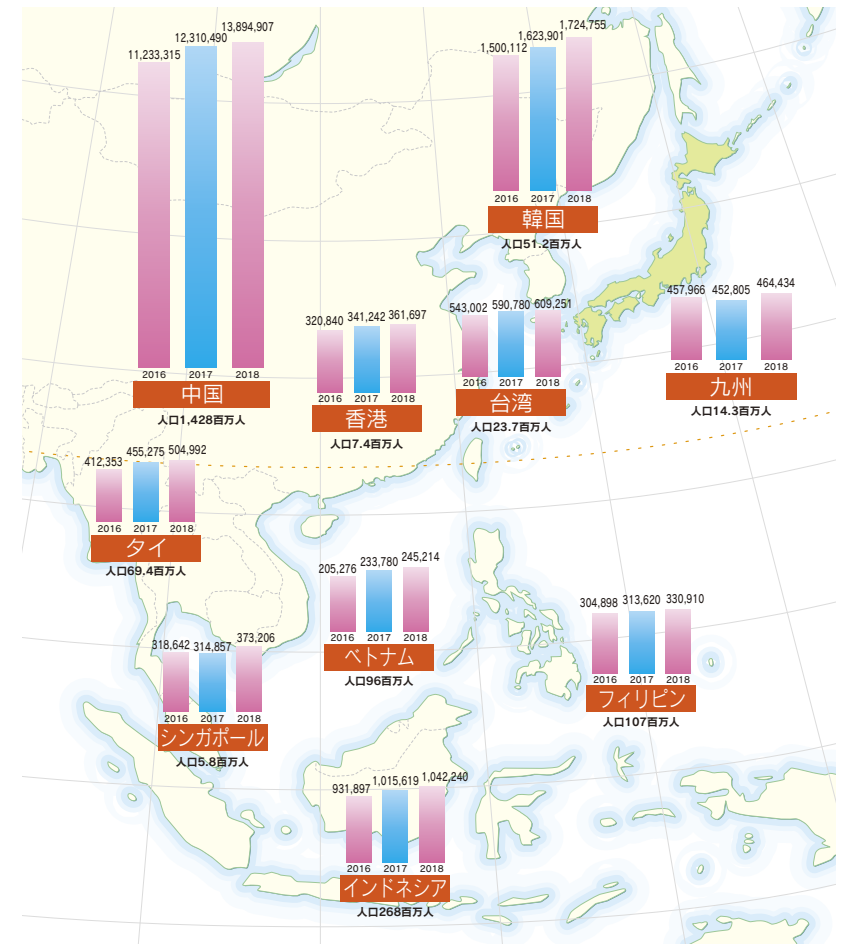 11,233,315
12,310,490
13,894,907
2016 2017 2018
中国
人口1,428百万人
1,500,112
1,623,901
1,724,755
2016 2017 2018
韓国
人口51.2百万人
320,840 341,242 361,697
2016 2017 2018
香港
人口7.4百万人
543,002 590,780 609,251
2016 2017 2018
台湾
人口23.7百万人
457,966 452,805 464,434
2016 2017 2018
九州
人口14.3百万人
412,353 455,275 504,992
2016 2017 2018
タイ
人口69.4百万人
205,276 233,780 245,214
2016 2017 2018
ベトナム
人口96百万人
304,898 313,620 330,910
2016 2017 2018
フィリピン
人口107百万人
318,642 314,857 373,206
2016 2017 2018
シンガポール
人口5.8百万人
931,897 1,015,619 1,042,240
2016 2017 2018
インドネシア
人口268百万人